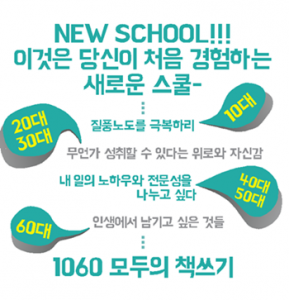 NEW SCHOOL!!!
이것은 당신이 처음 경험하는
새로운 스쿨-
10대
질풍노도를 극복하리
20대
30대
무언가 성취할 수 있다는 위로와 자신감
내 일의 노하우와 전문성을
나누고 싶다
40대
50대
60대
인생에서 남기고 싶은 것들
1060 모두의 책쓰기